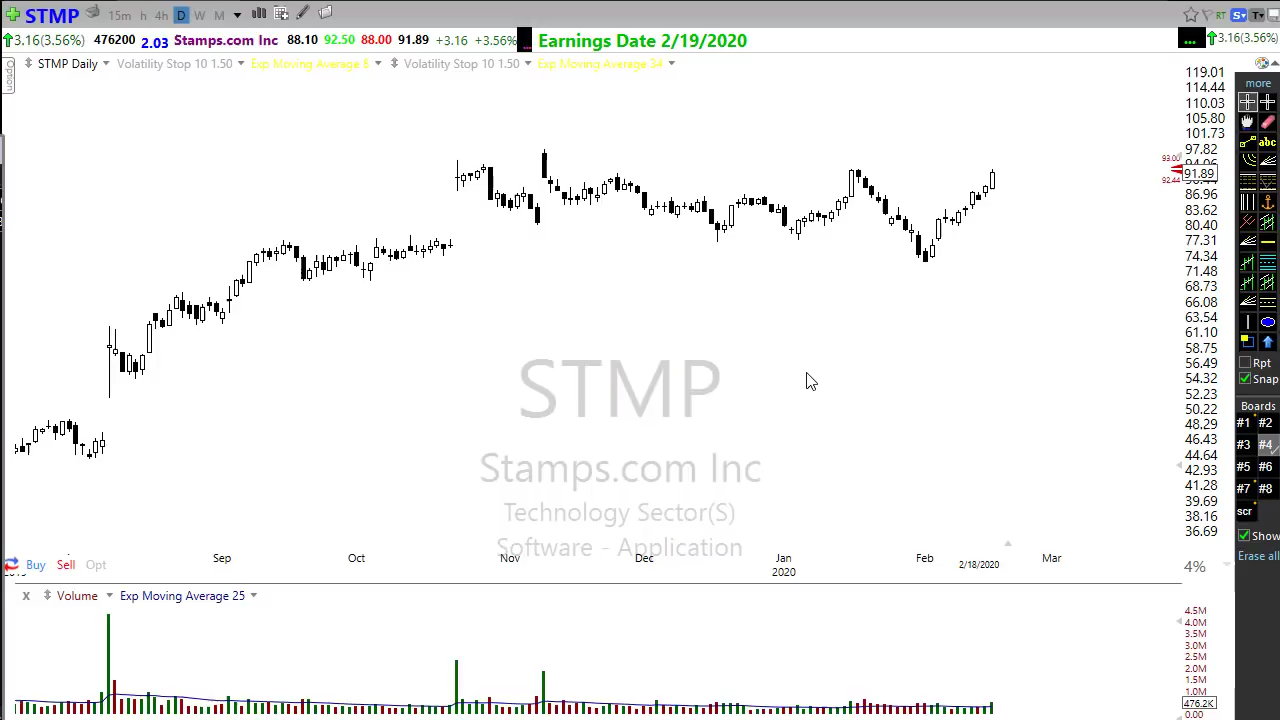 STMP 15m h 4h D W M RT S T
3.16(3.56%) 476200 2.03 Stamps.com Inc 88.10 92.50 88.00 91.89 +3.16 +3.56% ... Earnings Date 2/19/2020 ... 3.16(3.56%)
Option
STMP Daily Volatility Stop 10 1.50 Exp Moving Average 8 Volatility Stop 10 1.50 Exp Moving Average 34
119.01
114.44
110.03
105.80
101.73
97.82
93.00
91.89
92.44
86.96
83.62
80.40
77.31
74.34
71.48
68.73
66.08
63.54
61.10
58.75
56.49
54.32
52.23
50.22
48.29
46.43
44.64
42.93
41.28
39.69
38.16
36.69
4%
more
abc
Rpt
Snap
Boards
#1 #2
#3 #4
#5 #6
#7 #8
scr
Show
Erase all
STMP
Stamps.com Inc
Technology Sector(S)
Software - Application
Buy Sell Opt
Sep Oct Nov Dec Jan Feb 2/18/2020 Mar
2020
x Volume Exp Moving Average 25
4.5M
4.0M
3.5M
3.0M
2.5M
2.0M
1.5M
1.0M
476.2K
0.00